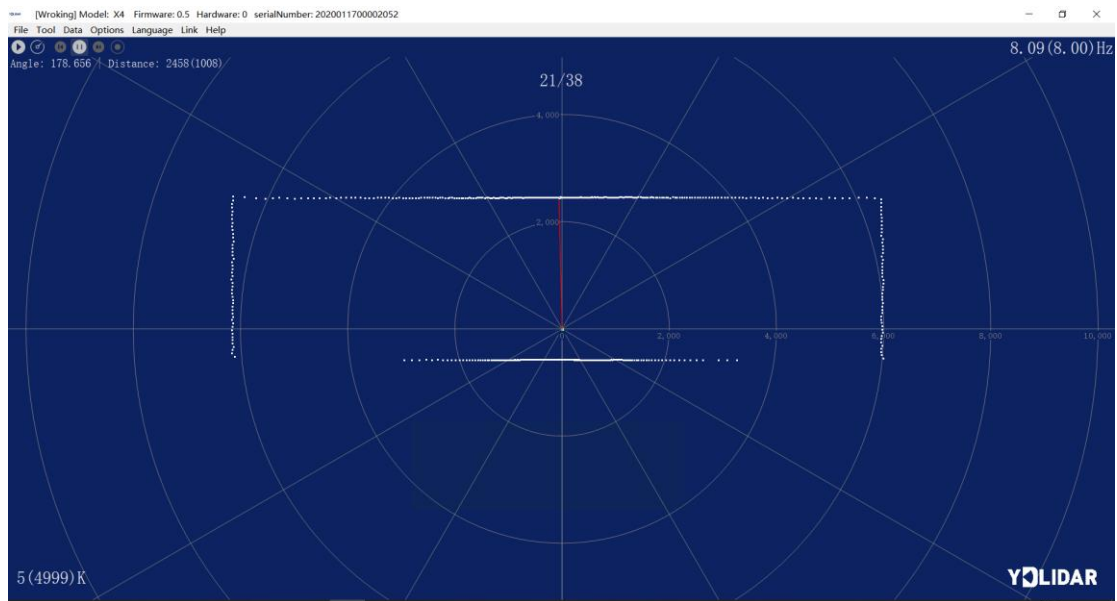 [Wroking] Model: X4 Firmware: 0.5 Hardware: 0 serialNumber: 2020011700002052
File Tool Data Options Language Link Help
8.09(8.00)Hz
Angle: 178.656 Distance: 2458(1008)
21/38
4,000
2,000
0 2,000 4,000 6,000 8,000 10,000
5(4999)K
YDLIDAR